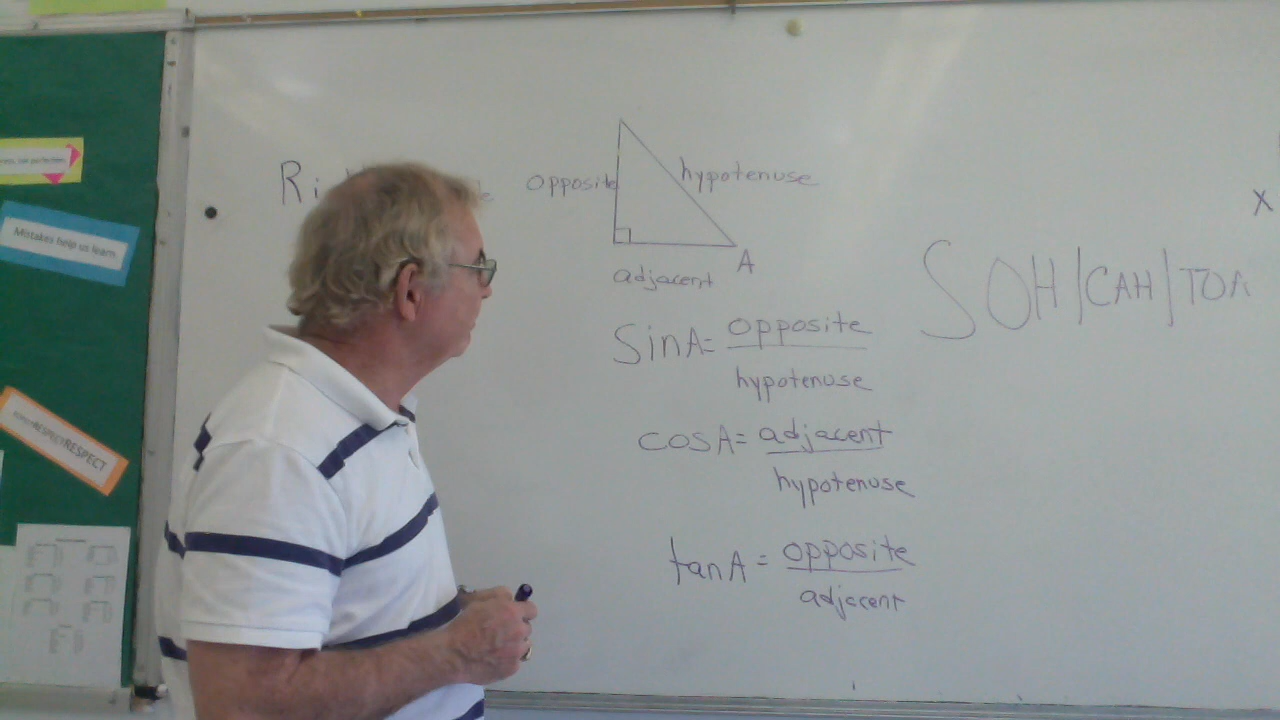 Mistakes help us learn
RESPECT
opposite
hypotenuse
A
adjacent
SOH|CAH|TOA
X
SinA= opposite
hypotenuse
cosA= adjacent
hypotenuse
tanA= opposite
adjacent